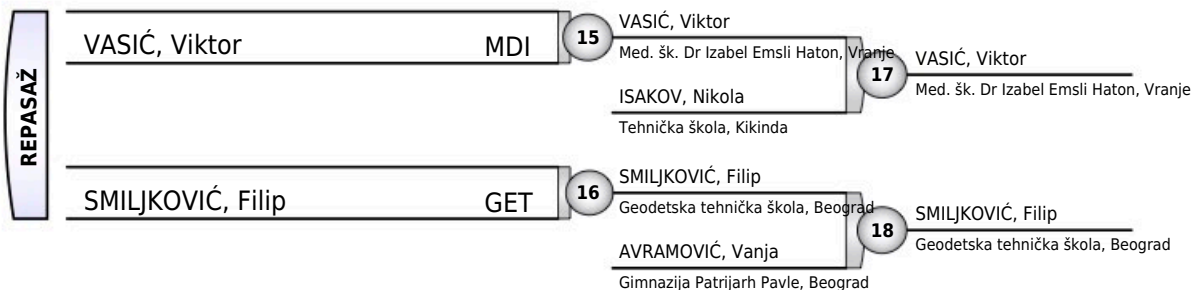 REPASAŽ
VASIĆ, Viktor MDI
15
VASIĆ, Viktor
Med. šk. Dr Izabel Emsli Haton, Vranje
ISAKOV, Nikola
Tehnička škola, Kikinda
17
VASIĆ, Viktor
Med. šk. Dr Izabel Emsli Haton, Vranje
SMILJKOVIĆ, Filip GET
16
SMILJKOVIĆ, Filip
Geodetska tehnička škola, Beograd
AVRAMOVIĆ, Vanja
Gimnazija Patrijarh Pavle, Beograd
18
SMILJKOVIĆ, Filip
Geodetska tehnička škola, Beograd